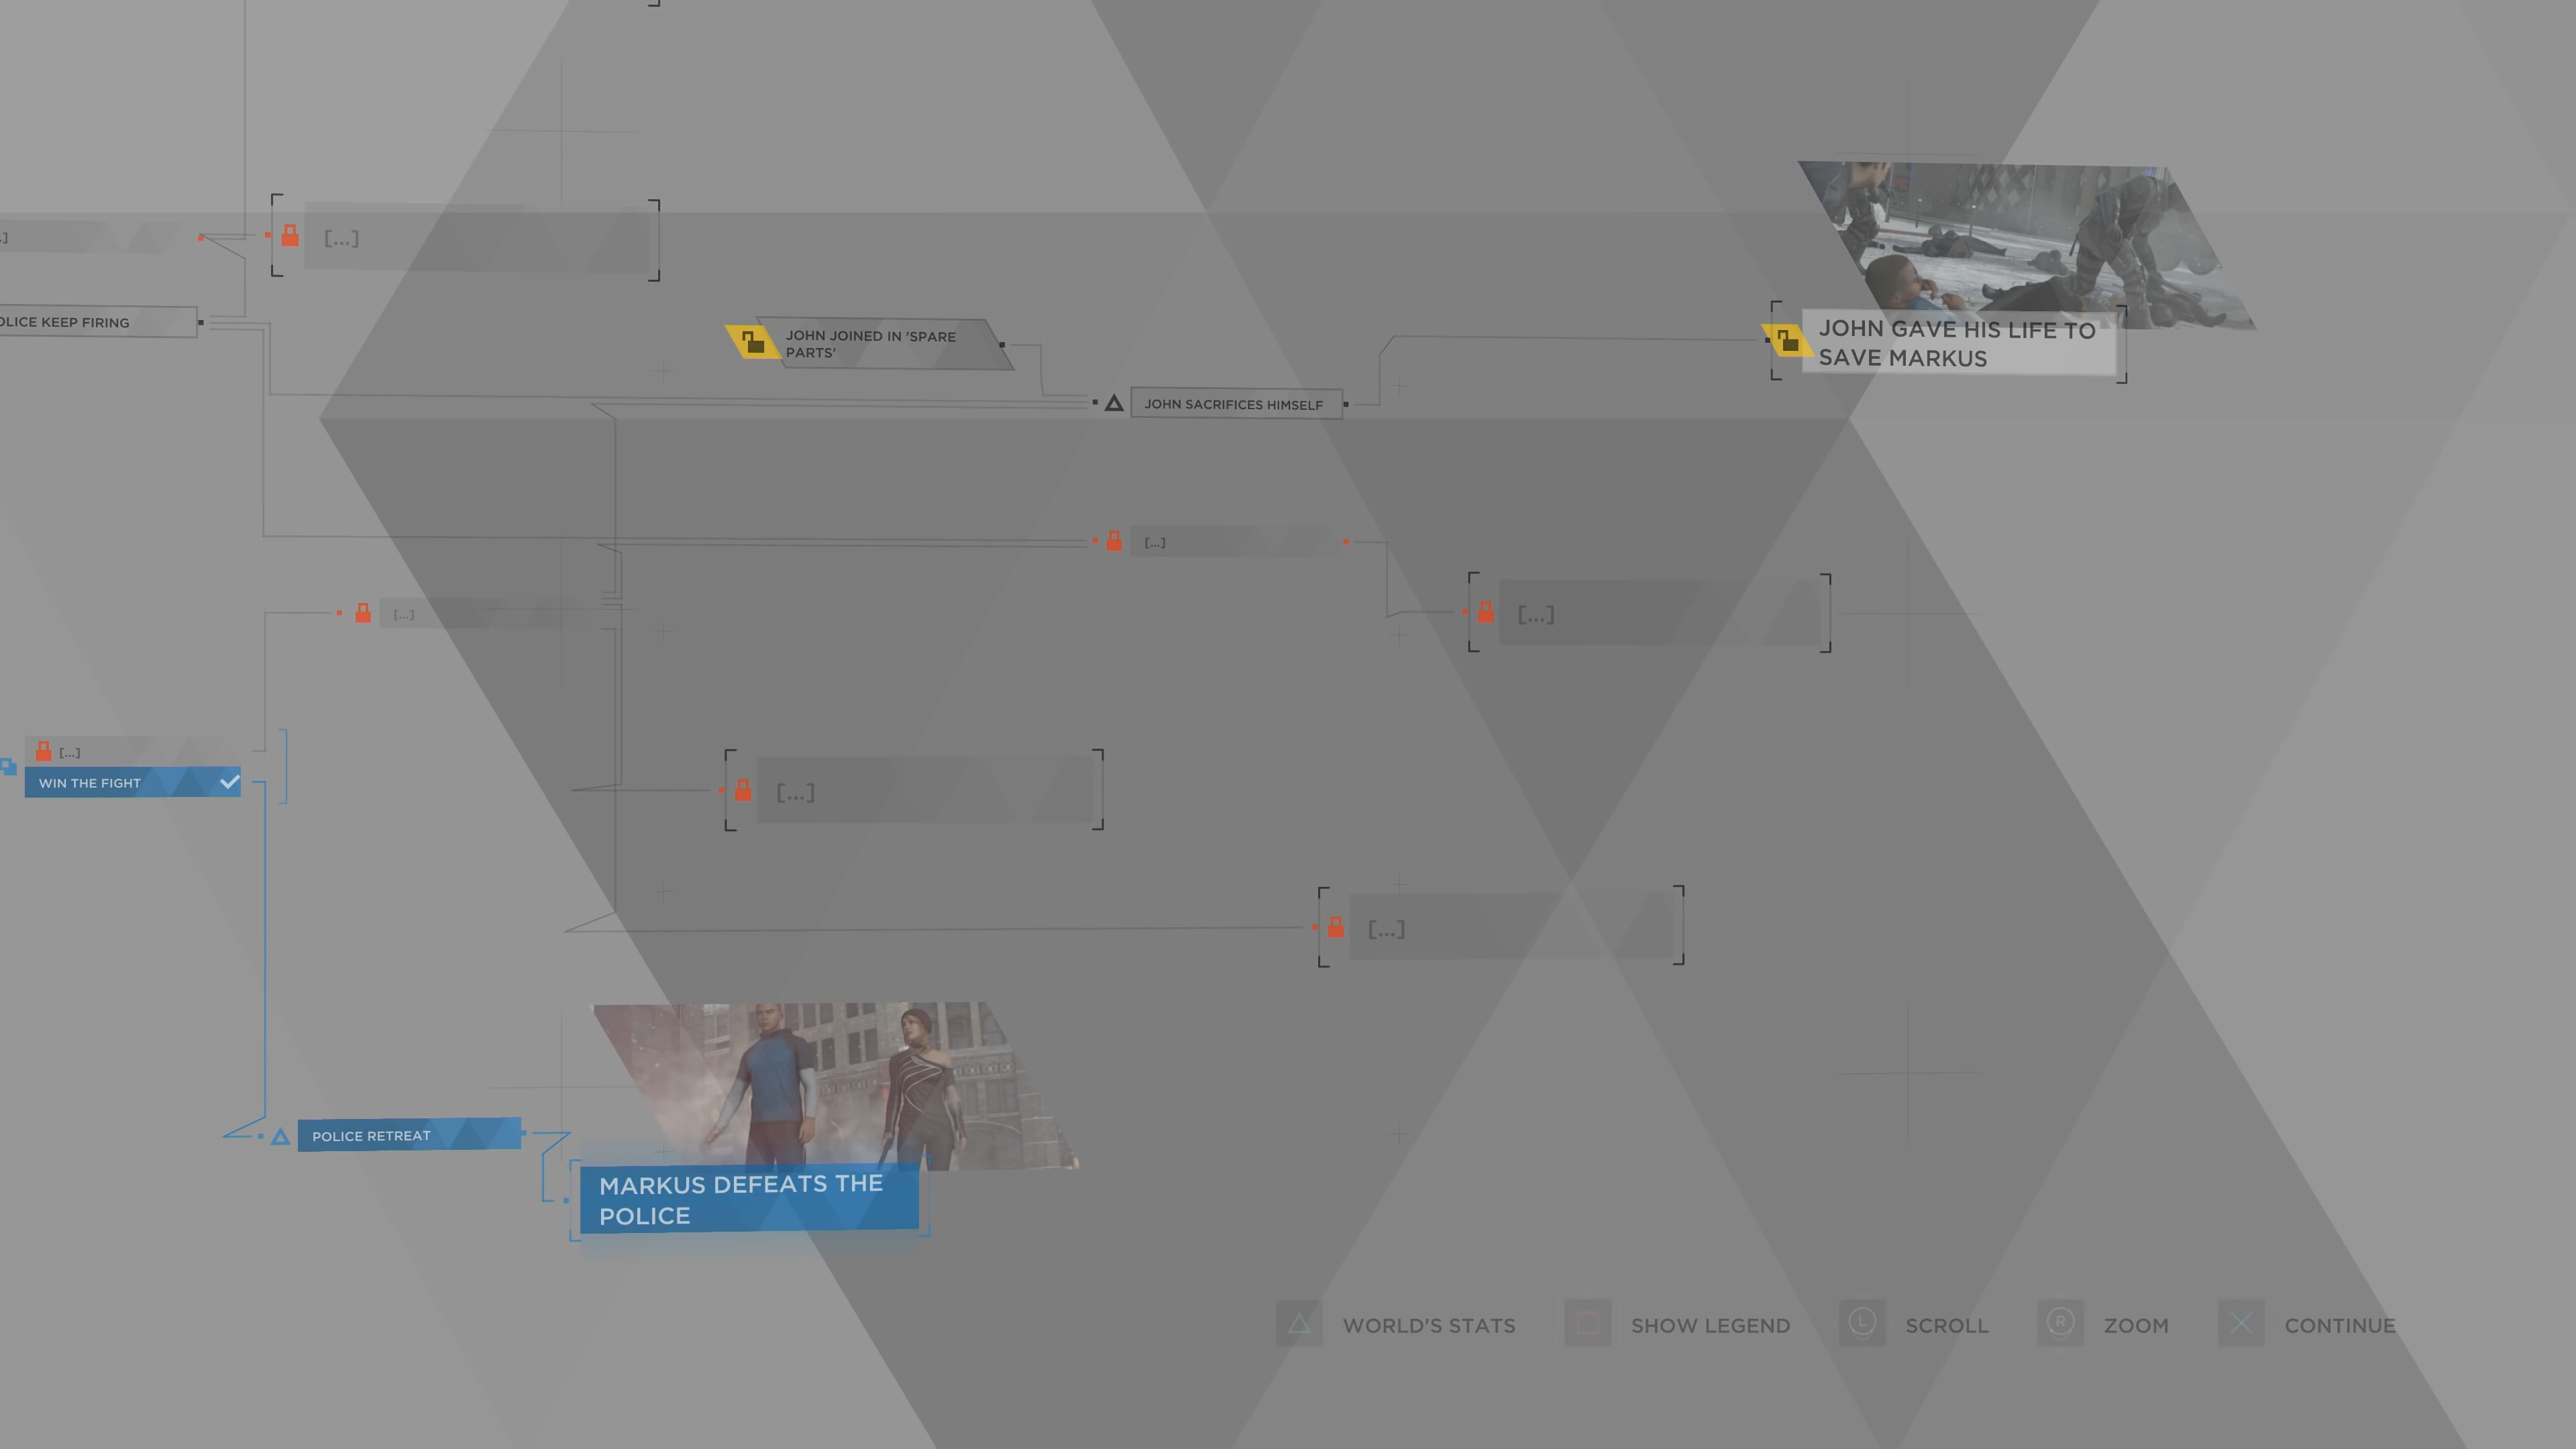 [...]
POLICE KEEP FIRING
JOHN JOINED IN 'SPARE
PARTS'
JOHN GAVE HIS LIFE TO
SAVE MARKUS
JOHN SACRIFICES HIMSELF
[...]
[...]
[...]
[...]
WIN THE FIGHT
[...]
[...]
POLICE RETREAT
MARKUS DEFEATS THE
POLICE
WORLD'S STATS
SHOW LEGEND
L
SCROLL
R
ZOOM
CONTINUE